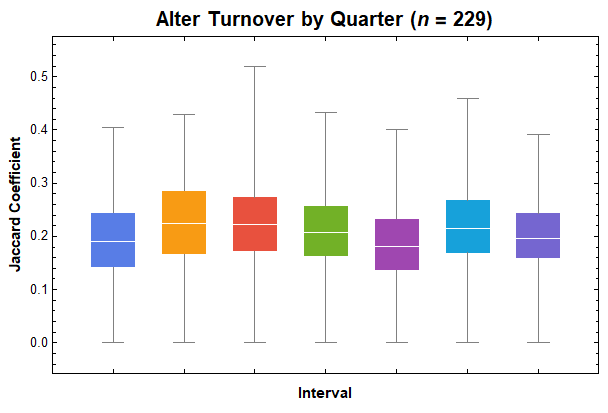 Alter Turnover by Quarter (n = 229)
0.5
0.4
0.3
0.2
0.1
0.0
Jaccard Coefficient
Interval